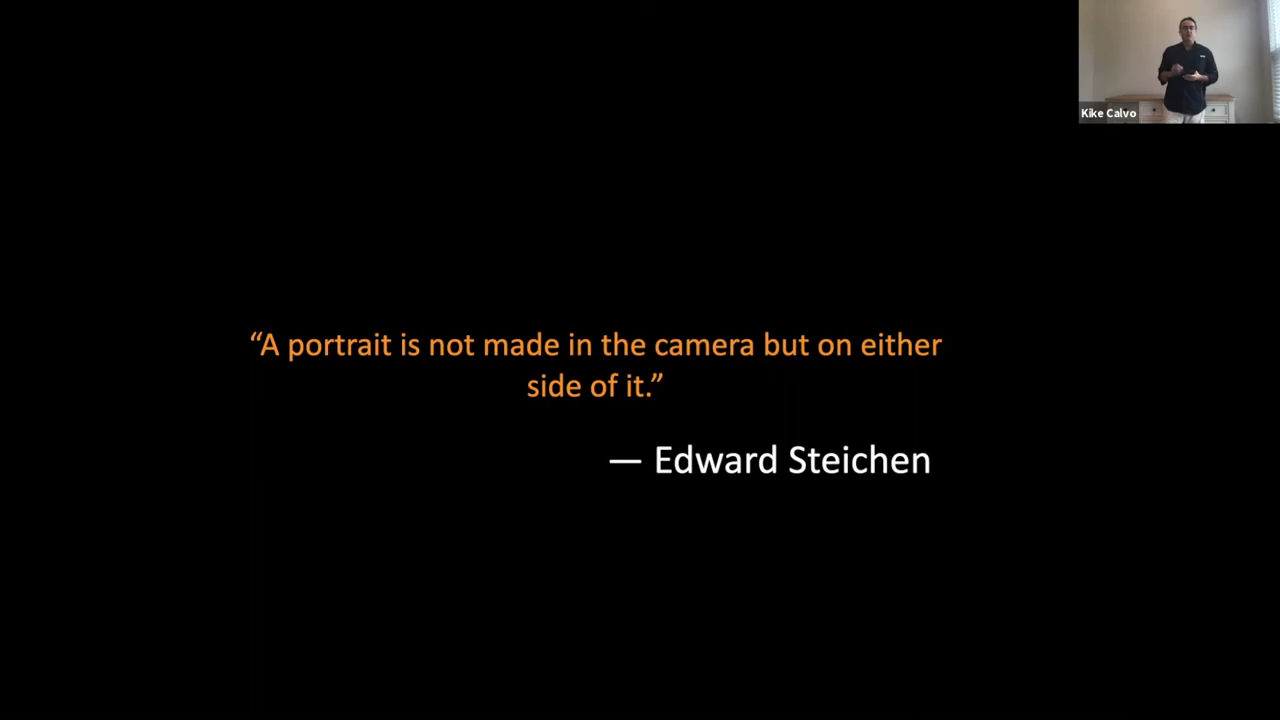 Kike Calvo
“A portrait is not made in the camera but on either
side of it.”
— Edward Steichen